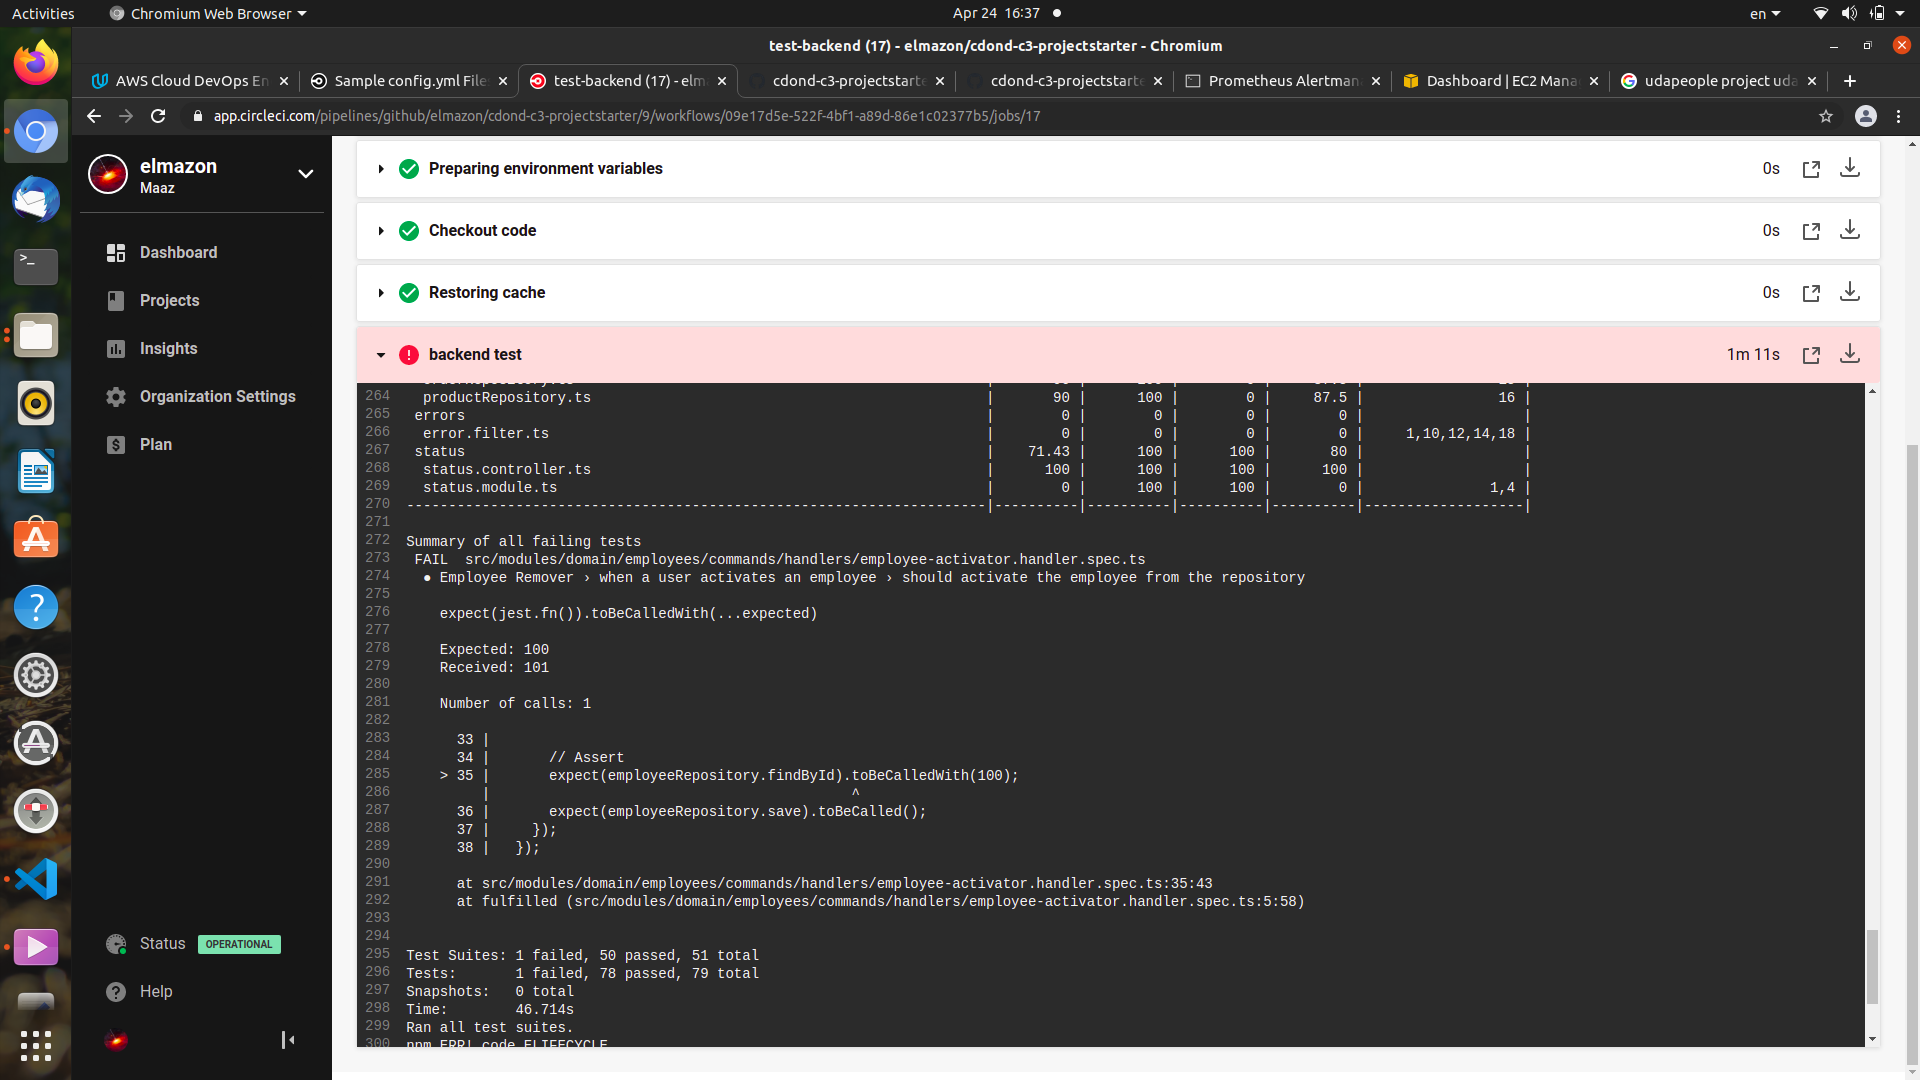 Activities
Chromium Web Browser
Apr 24 16:37
en
test-backend (17) - elmazon/cdond-c3-projectstarter - Chromium
AWS Cloud DevOps En
Sample config.yml File
test-backend (17) - elm
cdond-c3-projectstarte
cdond-c3-projectstarte
Prometheus Alertman
Dashboard | EC2 Mana
udapeople project uda
app.circleci.com/pipelines/github/elmazon/cdond-c3-projectstarter/9/workflows/09e17d5e-522f-4bf1-a89d-86e1c02377b5/jobs/17
elmazon
Maaz
Dashboard
Projects
Insights
Organization Settings
Plan
Status OPERATIONAL
Help
Preparing environment variables 0s
Checkout code 0s
Restoring cache 0s
backend test 1m 11s
264 productRepository.ts | 90 | 100 | 0 | 87.5 | 16 |
265 errors | 0 | 0 | 0 | 0 | |
266 error.filter.ts | 0 | 0 | 0 | 0 | 1,10,12,14,18 |
267 status | 71.43 | 100 | 100 | 80 | |
268 status.controller.ts | 100 | 100 | 100 | 100 | |
269 status.module.ts | 0 | 100 | 100 | 0 | 1,4 |
270 ---------------------------------------------------------------------|----------|----------|----------|----------|-------------------|
271
272 Summary of all failing tests
273 FAIL src/modules/domain/employees/commands/handlers/employee-activator.handler.spec.ts
274 ● Employee Remover › when a user activates an employee › should activate the employee from the repository
275
276 expect(jest.fn()).toBeCalledWith(...expected)
277
278 Expected: 100
279 Received: 101
280
281 Number of calls: 1
282
283 33 |
284 34 | // Assert
285 > 35 | expect(employeeRepository.findById).toBeCalledWith(100);
286 | ^
287 36 | expect(employeeRepository.save).toBeCalled();
288 37 | });
289 38 | });
290
291 at src/modules/domain/employees/commands/handlers/employee-activator.handler.spec.ts:35:43
292 at fulfilled (src/modules/domain/employees/commands/handlers/employee-activator.handler.spec.ts:5:58)
293
294
295 Test Suites: 1 failed, 50 passed, 51 total
296 Tests: 1 failed, 78 passed, 79 total
297 Snapshots: 0 total
298 Time: 46.714s
299 Ran all test suites.
300 npm ERR! code ELIFECYCLE